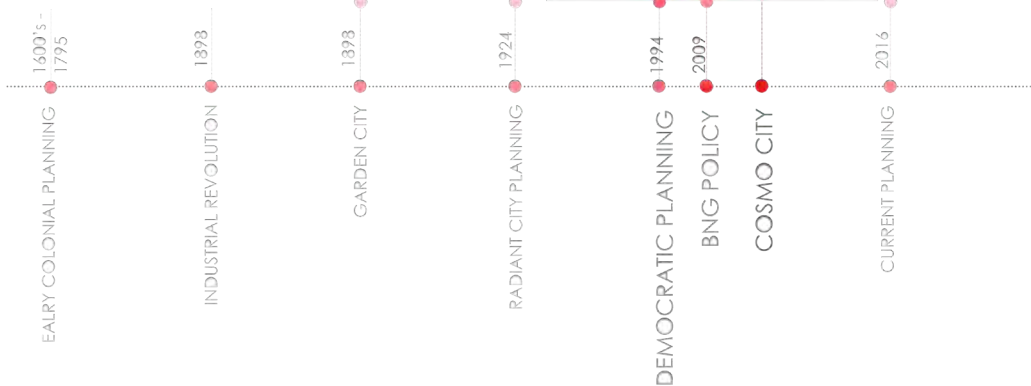 1600's -
1795
EALRY COLONIAL PLANNING
1898
INDUSTRIAL REVOLUTION
1898
GARDEN CITY
1924
RADIANT CITY PLANNING
1994
DEMOCRATIC PLANNING
2009
BNG POLICY
COSMO CITY
2016
CURRENT PLANNING